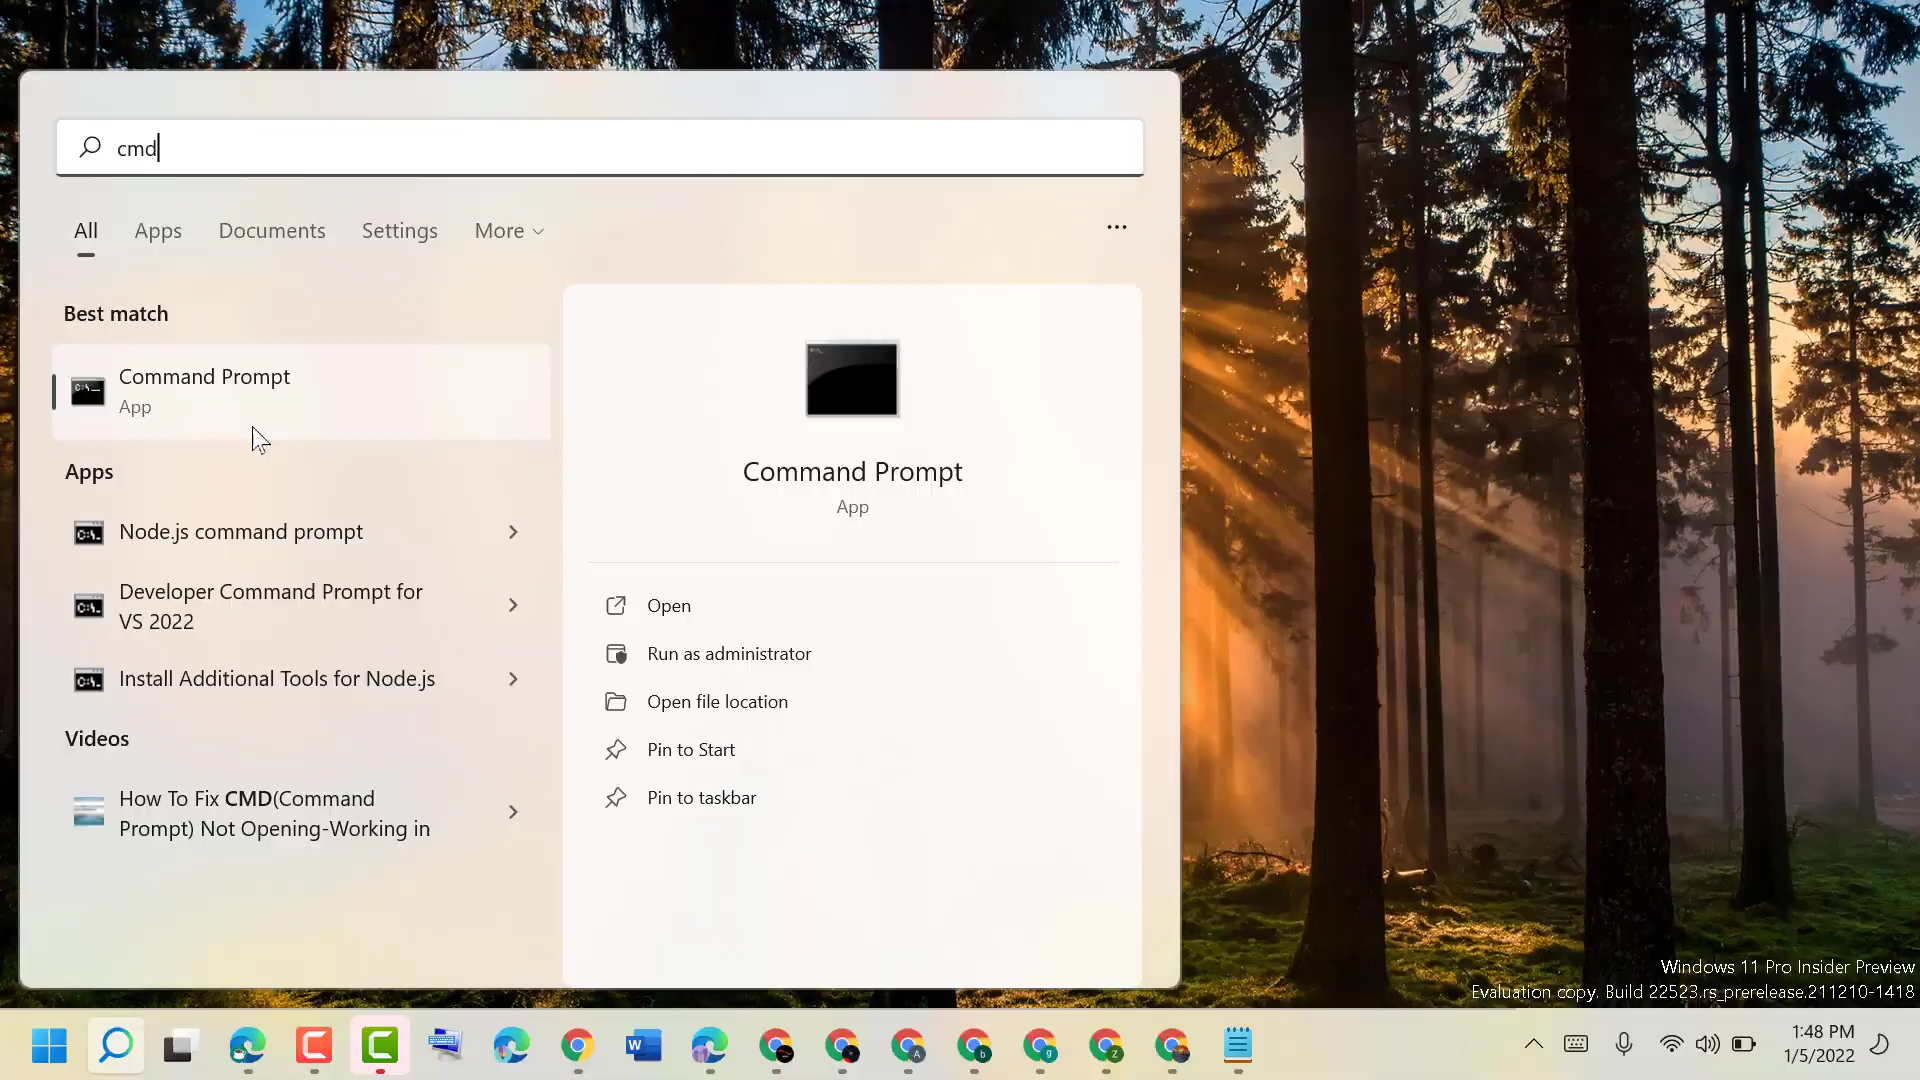 cmd
All Apps Documents Settings More
Best match
Command Prompt
App
Apps
Node.js command prompt
Developer Command Prompt for
VS 2022
Install Additional Tools for Node.js
Videos
How To Fix CMD(Command
Prompt) Not Opening-Working in
Command Prompt
App
Open
Run as administrator
Open file location
Pin to Start
Pin to taskbar
Windows 11 Pro Insider Preview
Evaluation copy. Build 22523.rs_prerelease.211210-1418
1:48 PM
1/5/2022